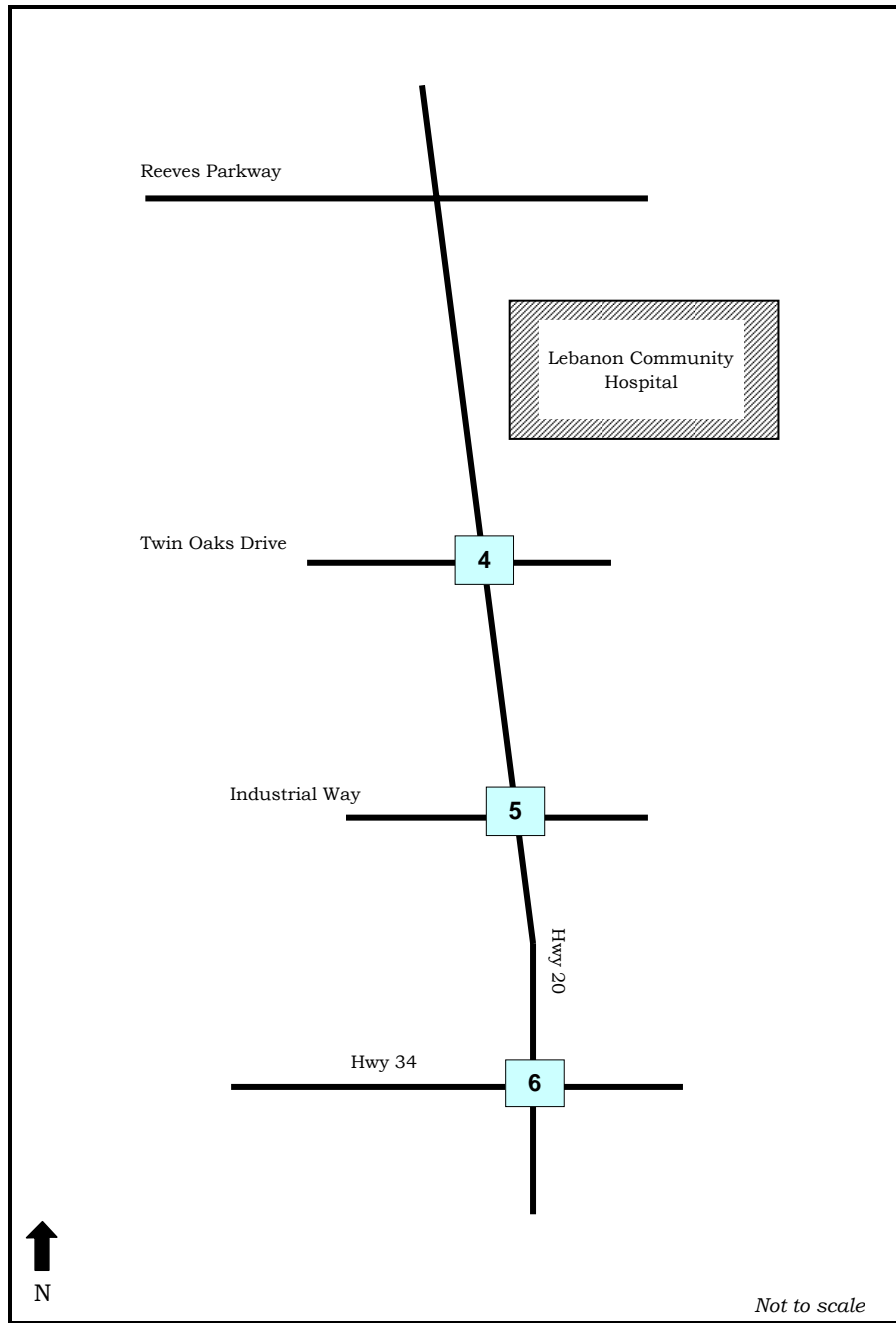 Reeves Parkway
Lebanon Community
Hospital
Twin Oaks Drive
4
Industrial Way
5
Hwy 20
Hwy 34
6
N
Not to scale